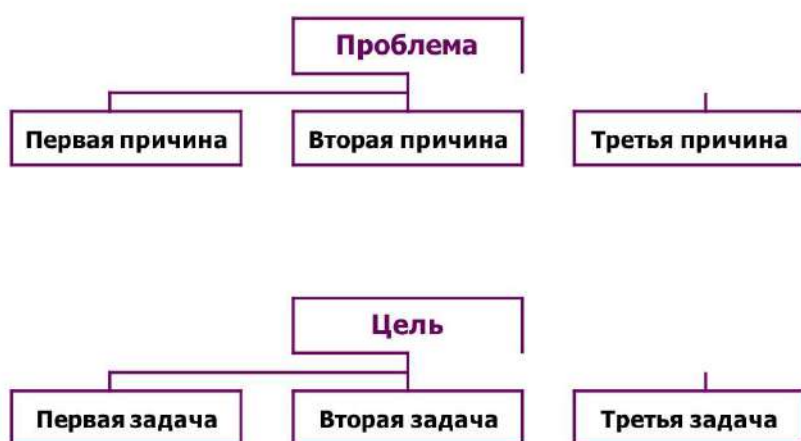 Проблема
Первая причина Вторая причина Третья причина
Цель
Первая задача Вторая задача Третья задача